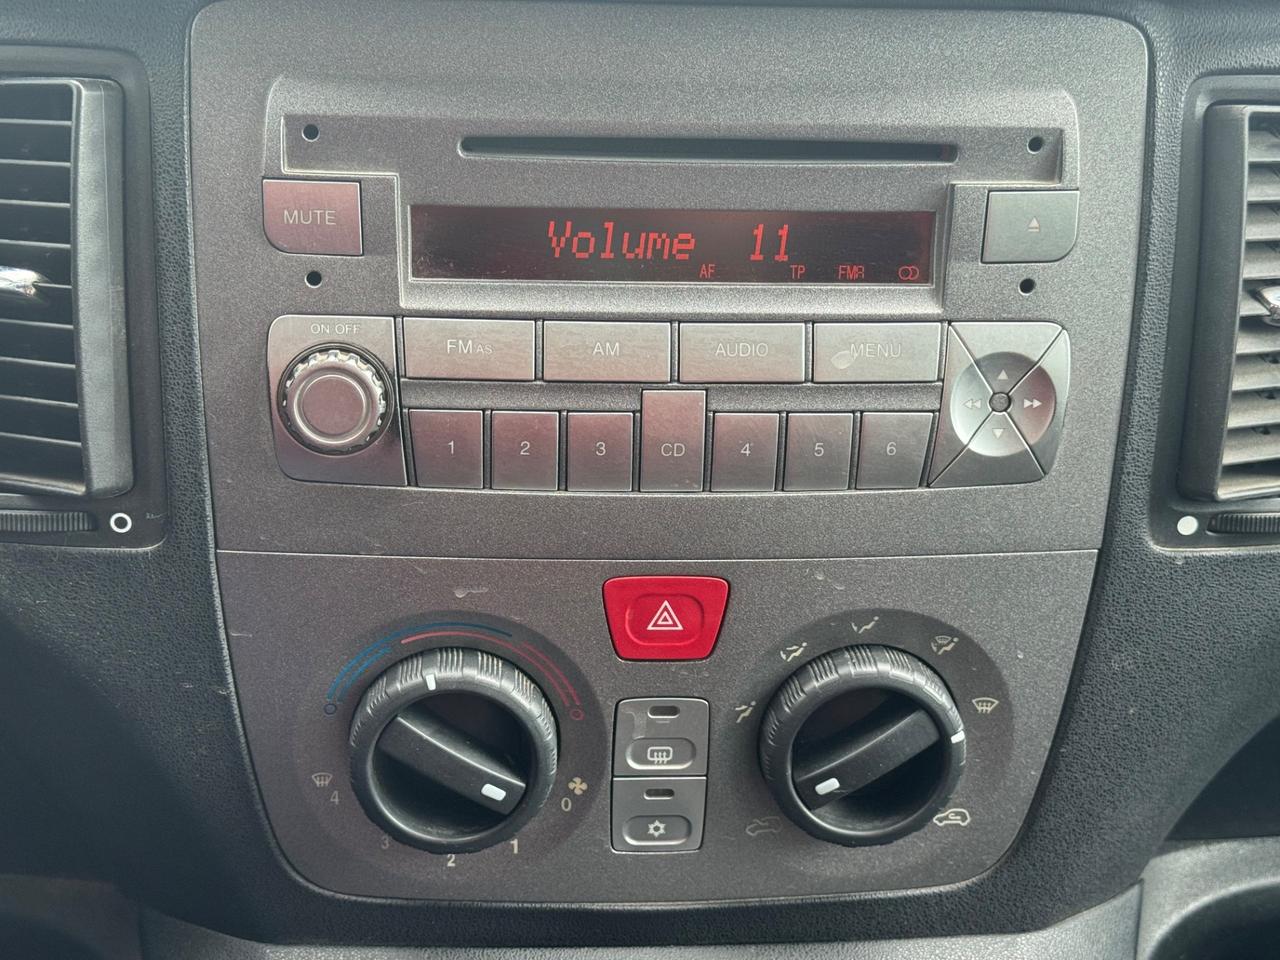 MUTE
Volume 11
AF TP FMA
ON OFF
FM AS AM AUDIO MENU
1 2 3 CD 4 5 6
4 0
3 1
2